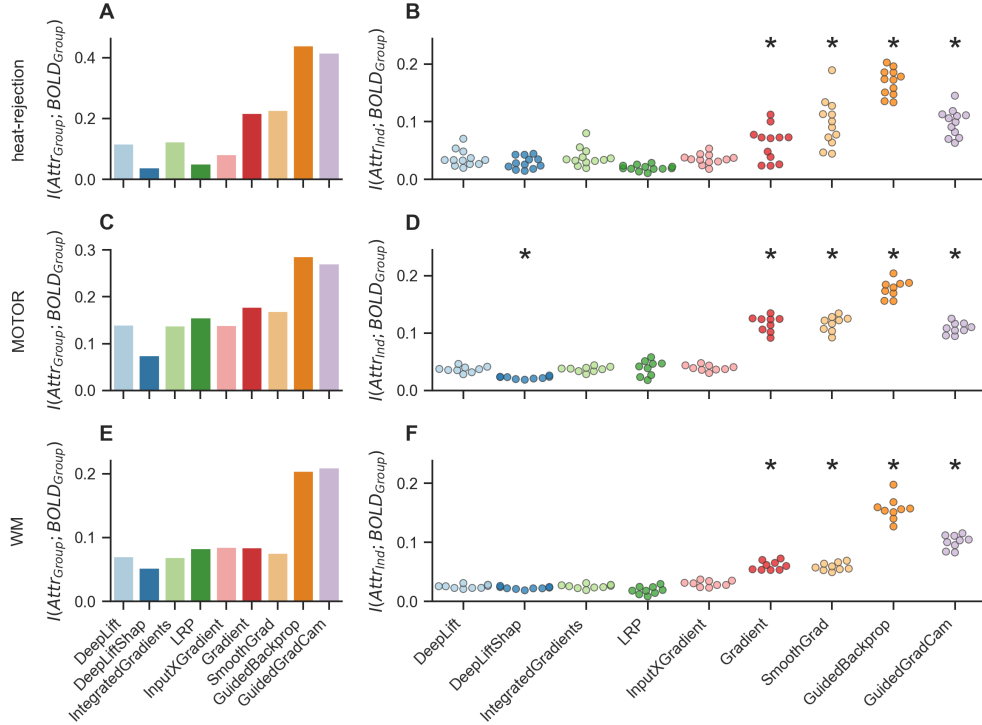 A
B
heat-rejection
I(Attr_Group; BOLD_Group)
0.4
0.2
0.0
I(Attr_Ind; BOLD_Group)
0.2
0.1
0.0
* * * *
C
D
MOTOR
I(Attr_Group; BOLD_Group)
0.3
0.2
0.1
0.0
I(Attr_Ind; BOLD_Group)
0.2
0.1
0.0
* * * * *
E
F
WM
I(Attr_Group; BOLD_Group)
0.2
0.1
0.0
I(Attr_Ind; BOLD_Group)
0.2
0.1
0.0
* * * *
DeepLift
DeepLiftShap
IntegratedGradients
LRP
InputXGradient
Gradient
SmoothGrad
GuidedBackprop
GuidedGradCam
DeepLift
DeepLiftShap
IntegratedGradients
LRP
InputXGradient
Gradient
SmoothGrad
GuidedBackprop
GuidedGradCam